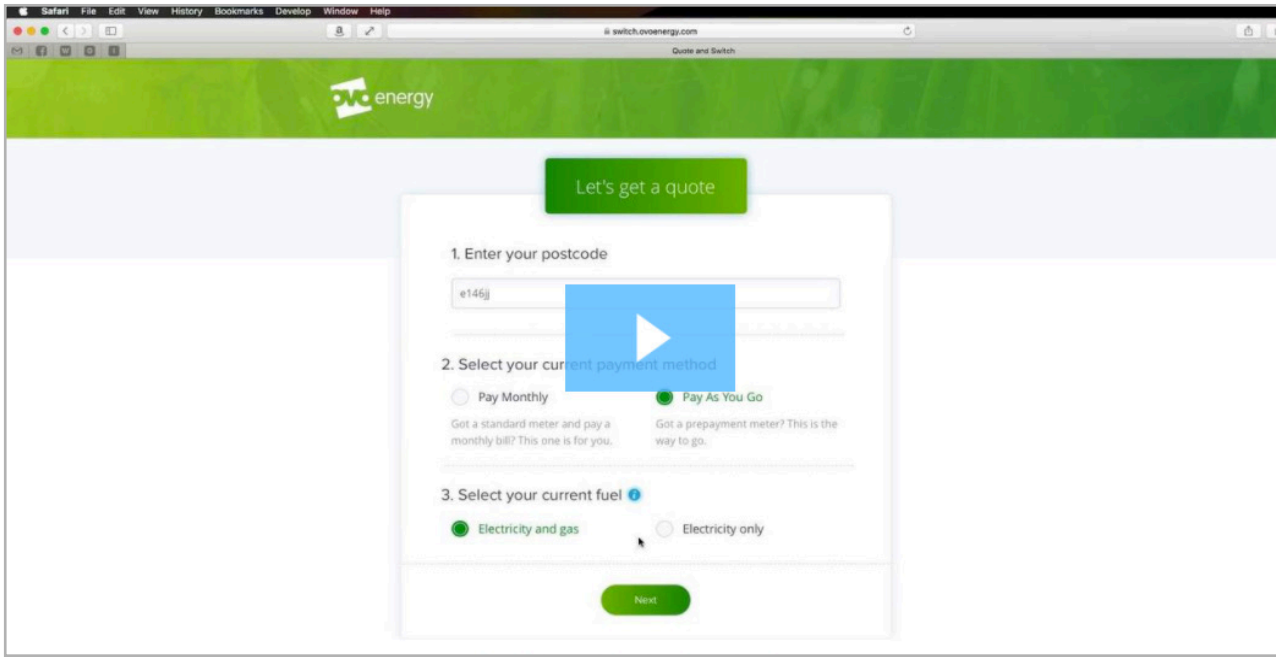 Safari File Edit View History Bookmarks Develop Window Help
switch.ovoenergy.com
Quote and Switch
ovo energy
Let's get a quote
1. Enter your postcode
e146jj
2. Select your current payment method
Pay Monthly Pay As You Go
Got a standard meter and pay a Got a prepayment meter? This is the
monthly bill? This one is for you. way to go.
3. Select your current fuel
Electricity and gas Electricity only
Next